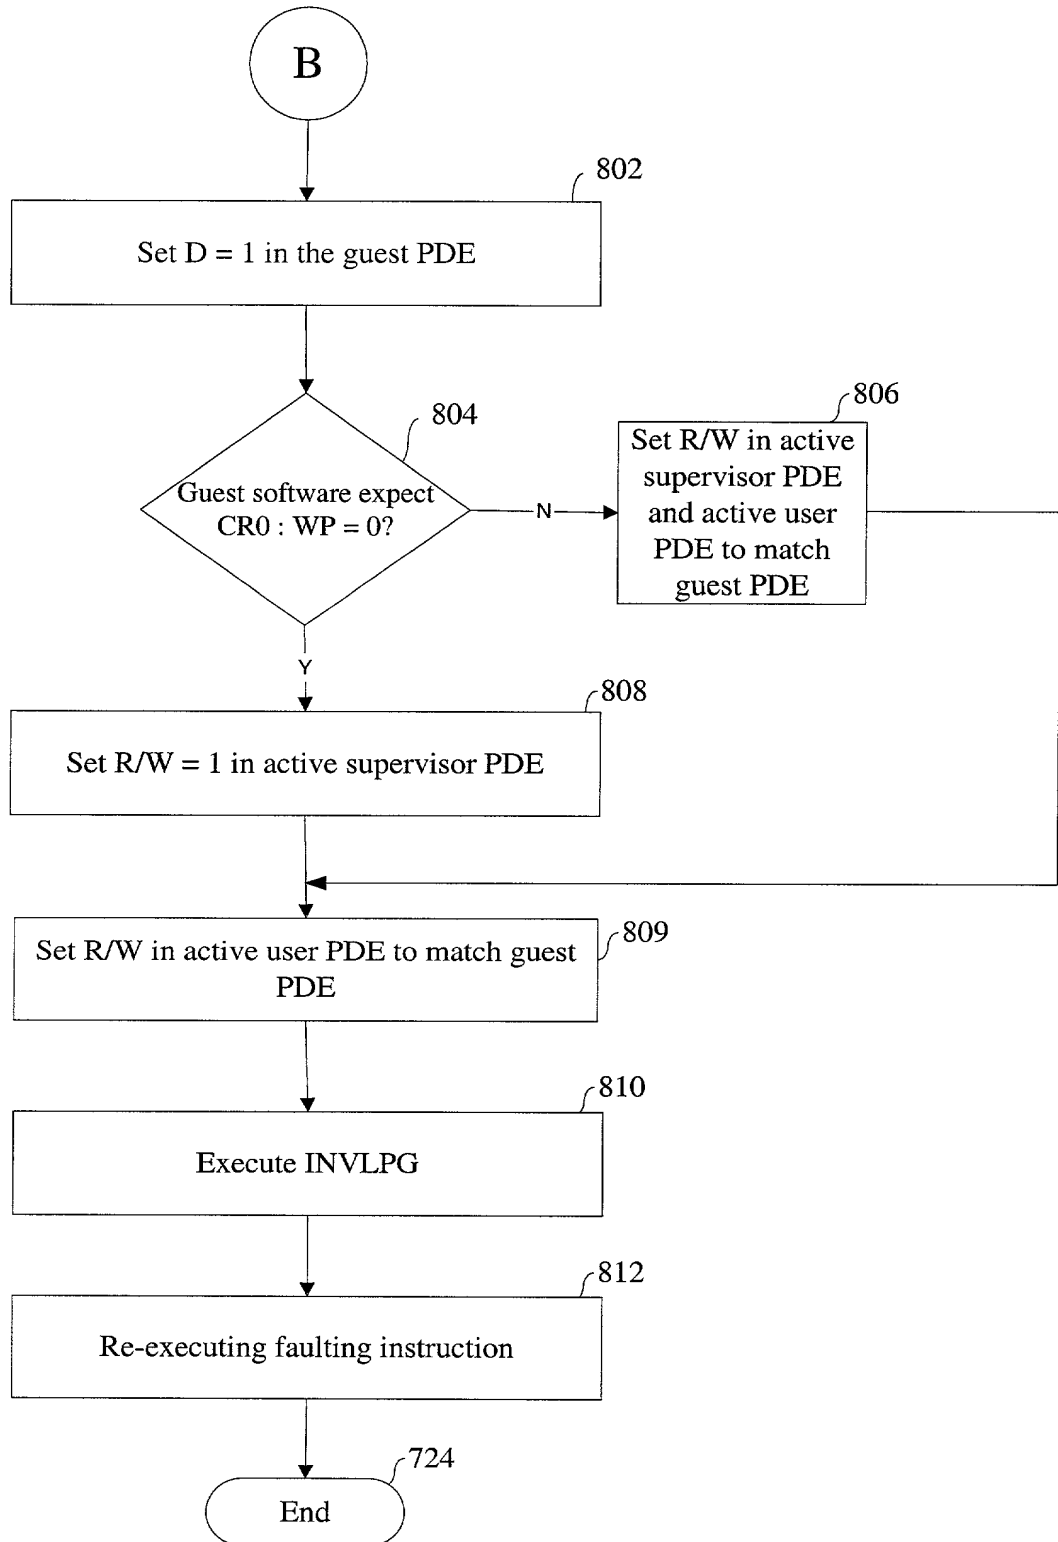 B
802
Set D = 1 in the guest PDE
804
Guest software expect
CR0 : WP = 0?
N
806
Set R/W in active
supervisor PDE
and active user
PDE to match
guest PDE
Y
808
Set R/W = 1 in active supervisor PDE
809
Set R/W in active user PDE to match guest
PDE
810
Execute INVLPG
812
Re-executing faulting instruction
724
End